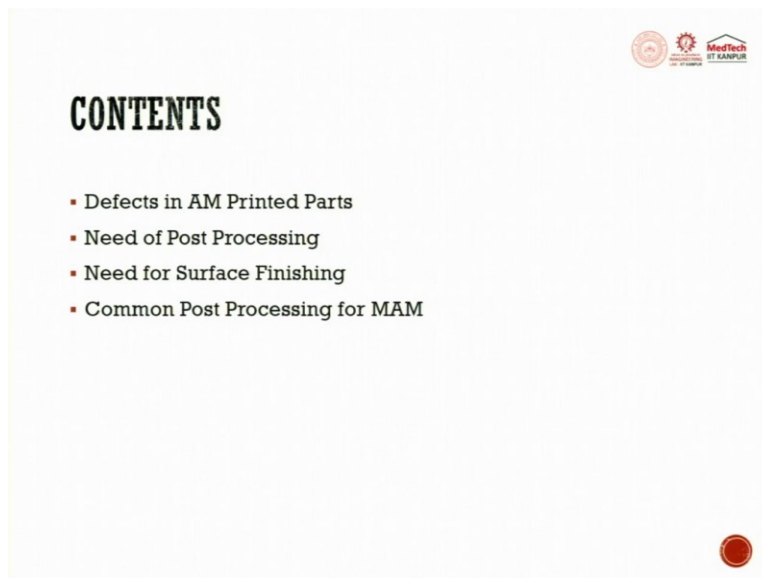 MedTech
IIT KANPUR
CONTENTS
▪ Defects in AM Printed Parts
▪ Need of Post Processing
▪ Need for Surface Finishing
▪ Common Post Processing for MAM